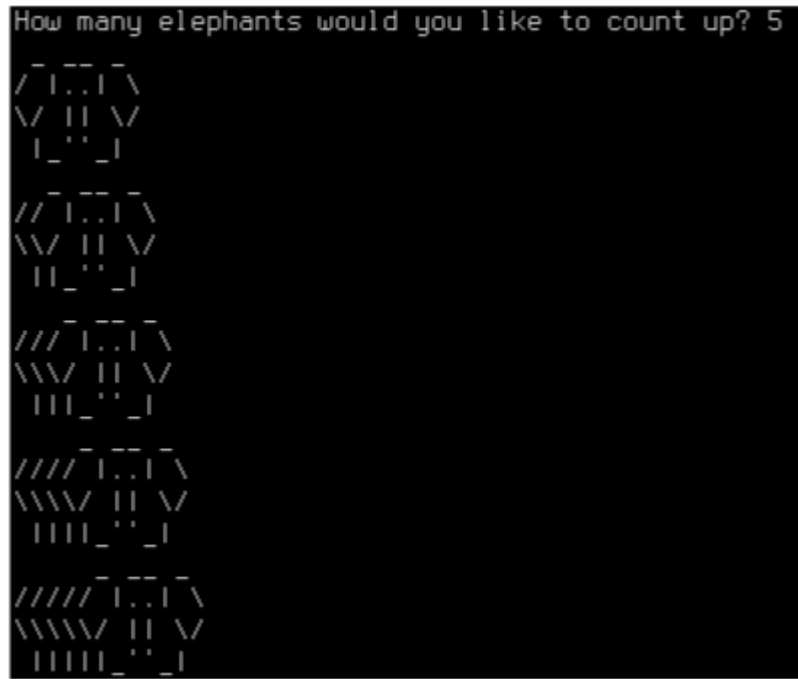 How many elephants would you like to count up? 5
 _ __ _
/ |..| \
\/ || \/
 |_''_|
  _ __ _
// |..| \
\\/ || \/
 ||_''_|
   _ __ _
/// |..| \
\\\/ || \/
 |||_''_|
    _ __ _
//// |..| \
\\\\/ || \/
 ||||_''_|
     _ __ _
///// |..| \
\\\\\/ || \/
 |||||_''_|